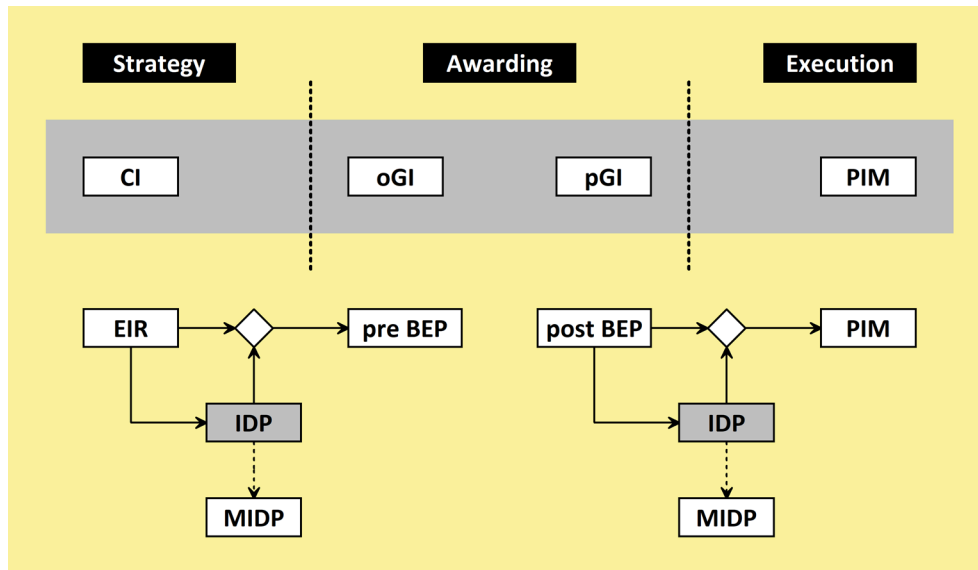 Strategy
Awarding
Execution
CI
oGI
pGI
PIM
EIR
pre BEP
post BEP
PIM
IDP
IDP
MIDP
MIDP